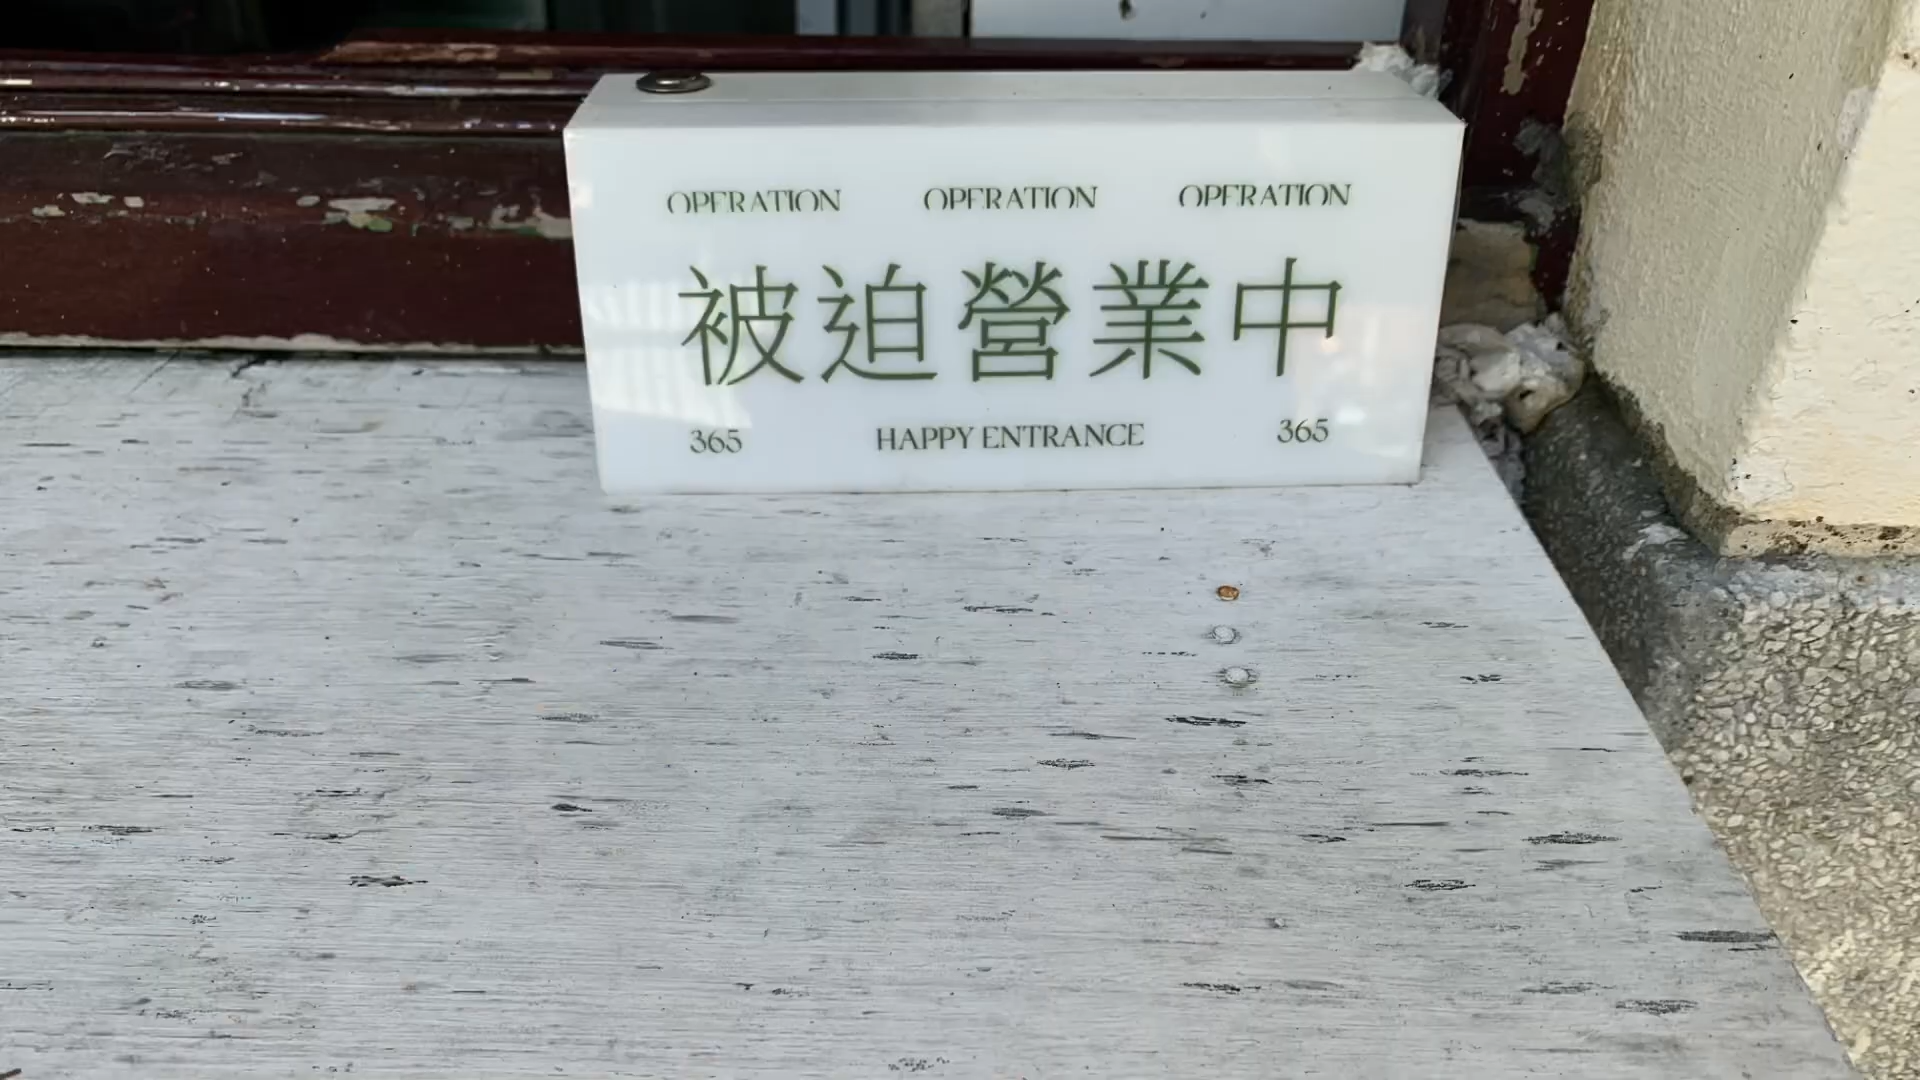 OPERATION OPERATION OPERATION
被迫營業中
365 HAPPY ENTRANCE 365